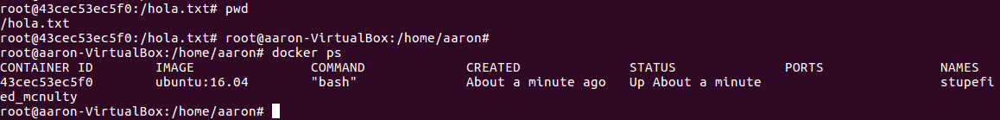 root@43cec53ec5f0:/hola.txt# pwd
/hola.txt
root@43cec53ec5f0:/hola.txt# root@aaron-VirtualBox:/home/aaron#
root@aaron-VirtualBox:/home/aaron# docker ps
CONTAINER ID        IMAGE               COMMAND             CREATED              STATUS              PORTS               NAMES
43cec53ec5f0        ubuntu:16.04        "bash"              About a minute ago   Up About a minute                       stupefi
ed_mcnulty
root@aaron-VirtualBox:/home/aaron#